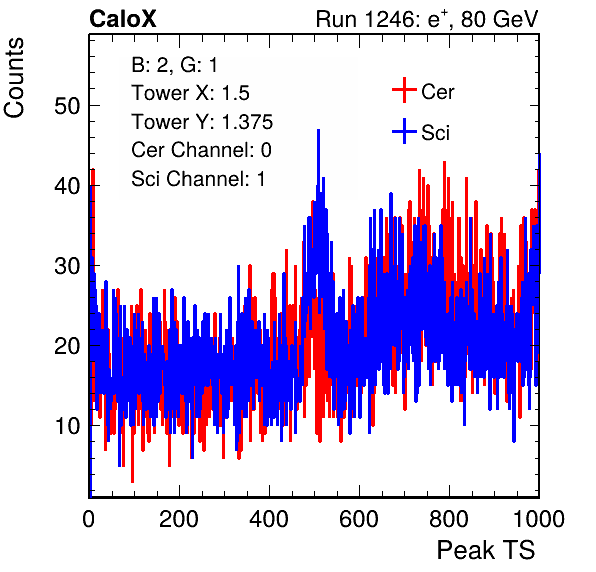 CaloX Run 1246: e⁺, 80 GeV
B: 2, G: 1
Tower X: 1.5
Tower Y: 1.375
Cer Channel: 0
Sci Channel: 1
Cer
Sci
Counts
50
40
30
20
10
0 200 400 600 800 1000
Peak TS